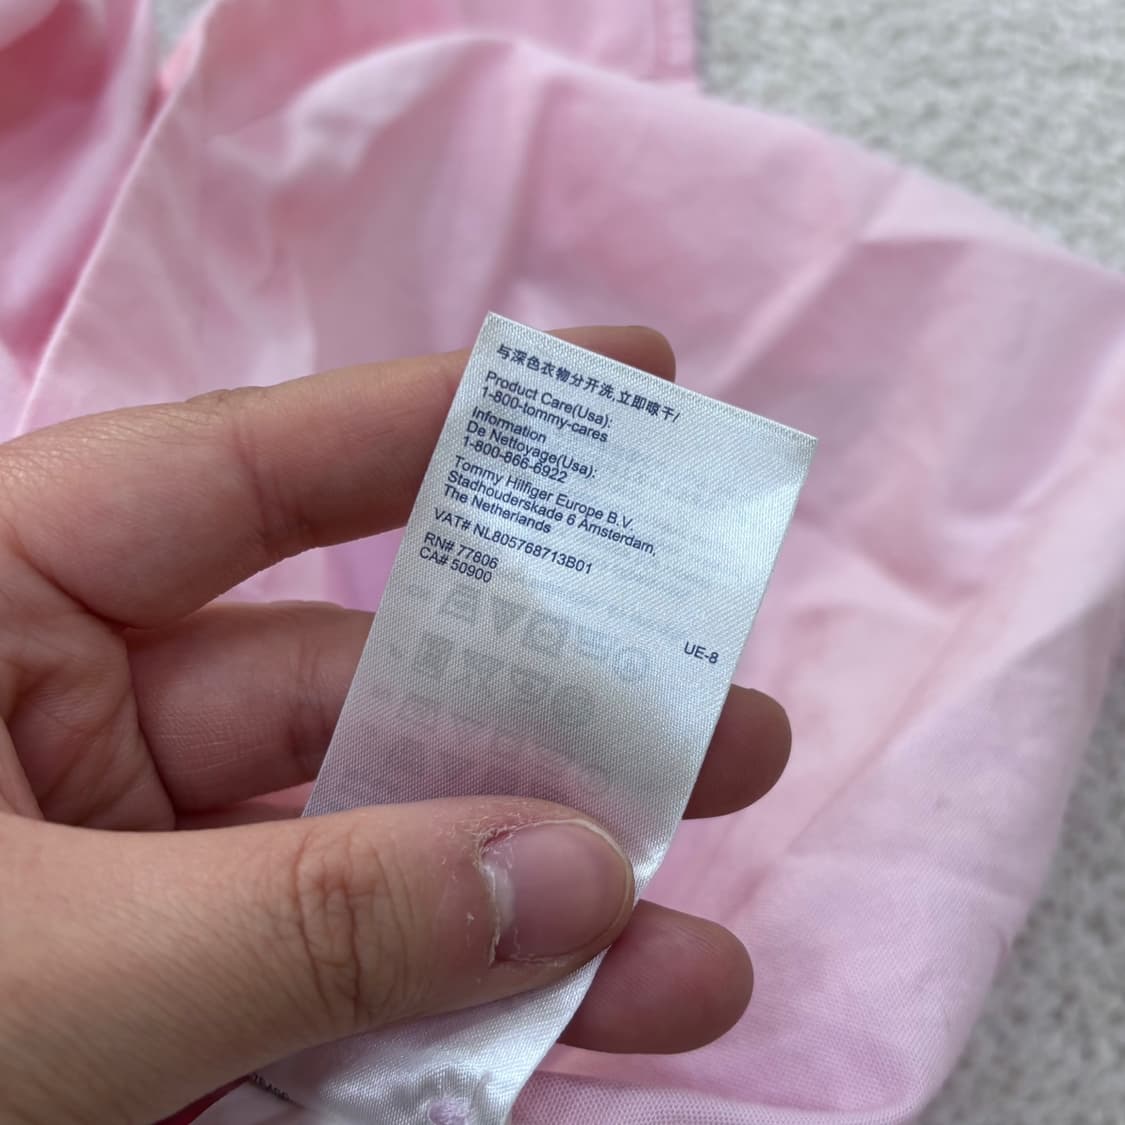 与深色衣物分开洗,立即晾干/
Product Care(Usa):
1-800-tommy-cares
Information
De Nettoyage(Usa):
1-800-866-6922
Tommy Hilfiger Europe B.V.
Stadhouderskade 6 Amsterdam,
The Netherlands
VAT# NL805768713B01
RN# 77806
CA# 50900
UE-8